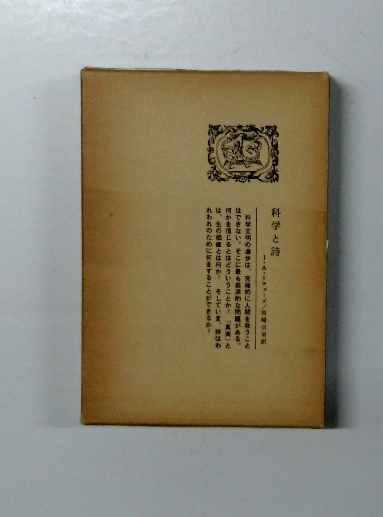 科学と詩
I・A・リチャーズ/岩崎宗治訳
科学文明の進歩は、究極的に人間を救うこと
はできない。そこに最も根源的な問題がある。
何かを信じるとはどういうことか? 「真実」と
は、生の価値とは何か? そしていま、詩はわ
れわれのために何をすることができるか?